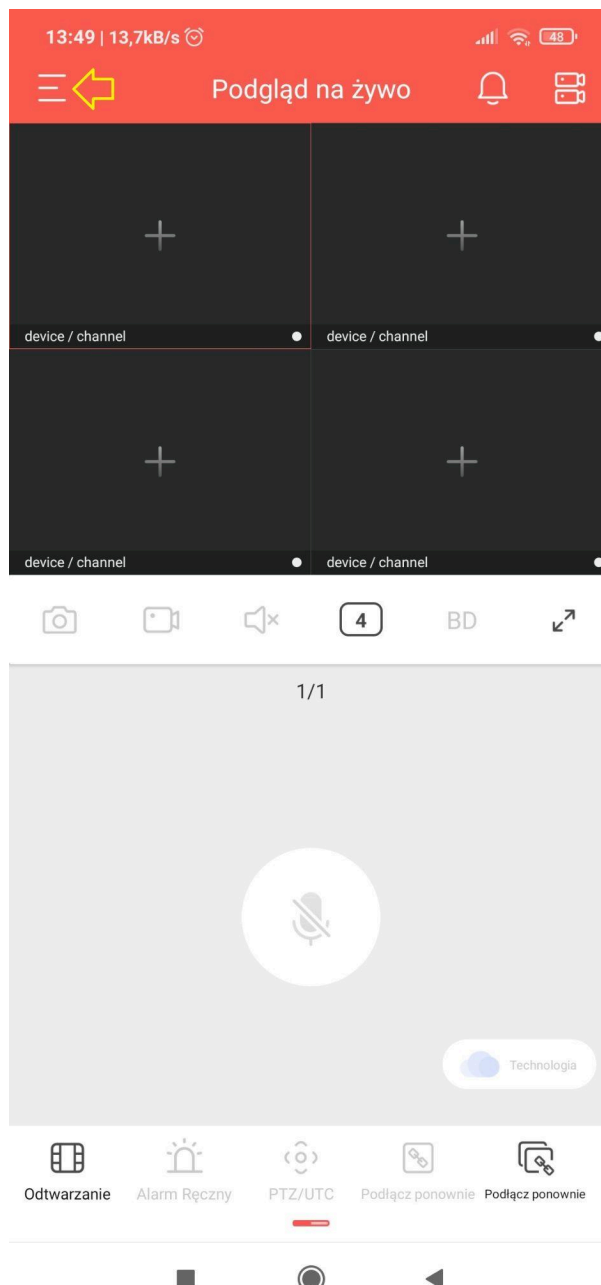 13:49 | 13,7kB/s
48
Podgląd na żywo
device / channel
device / channel
device / channel
device / channel
4
BD
1/1
Technologia
Odtwarzanie
Alarm Ręczny
PTZ/UTC
Podłącz ponownie
Podłącz ponownie